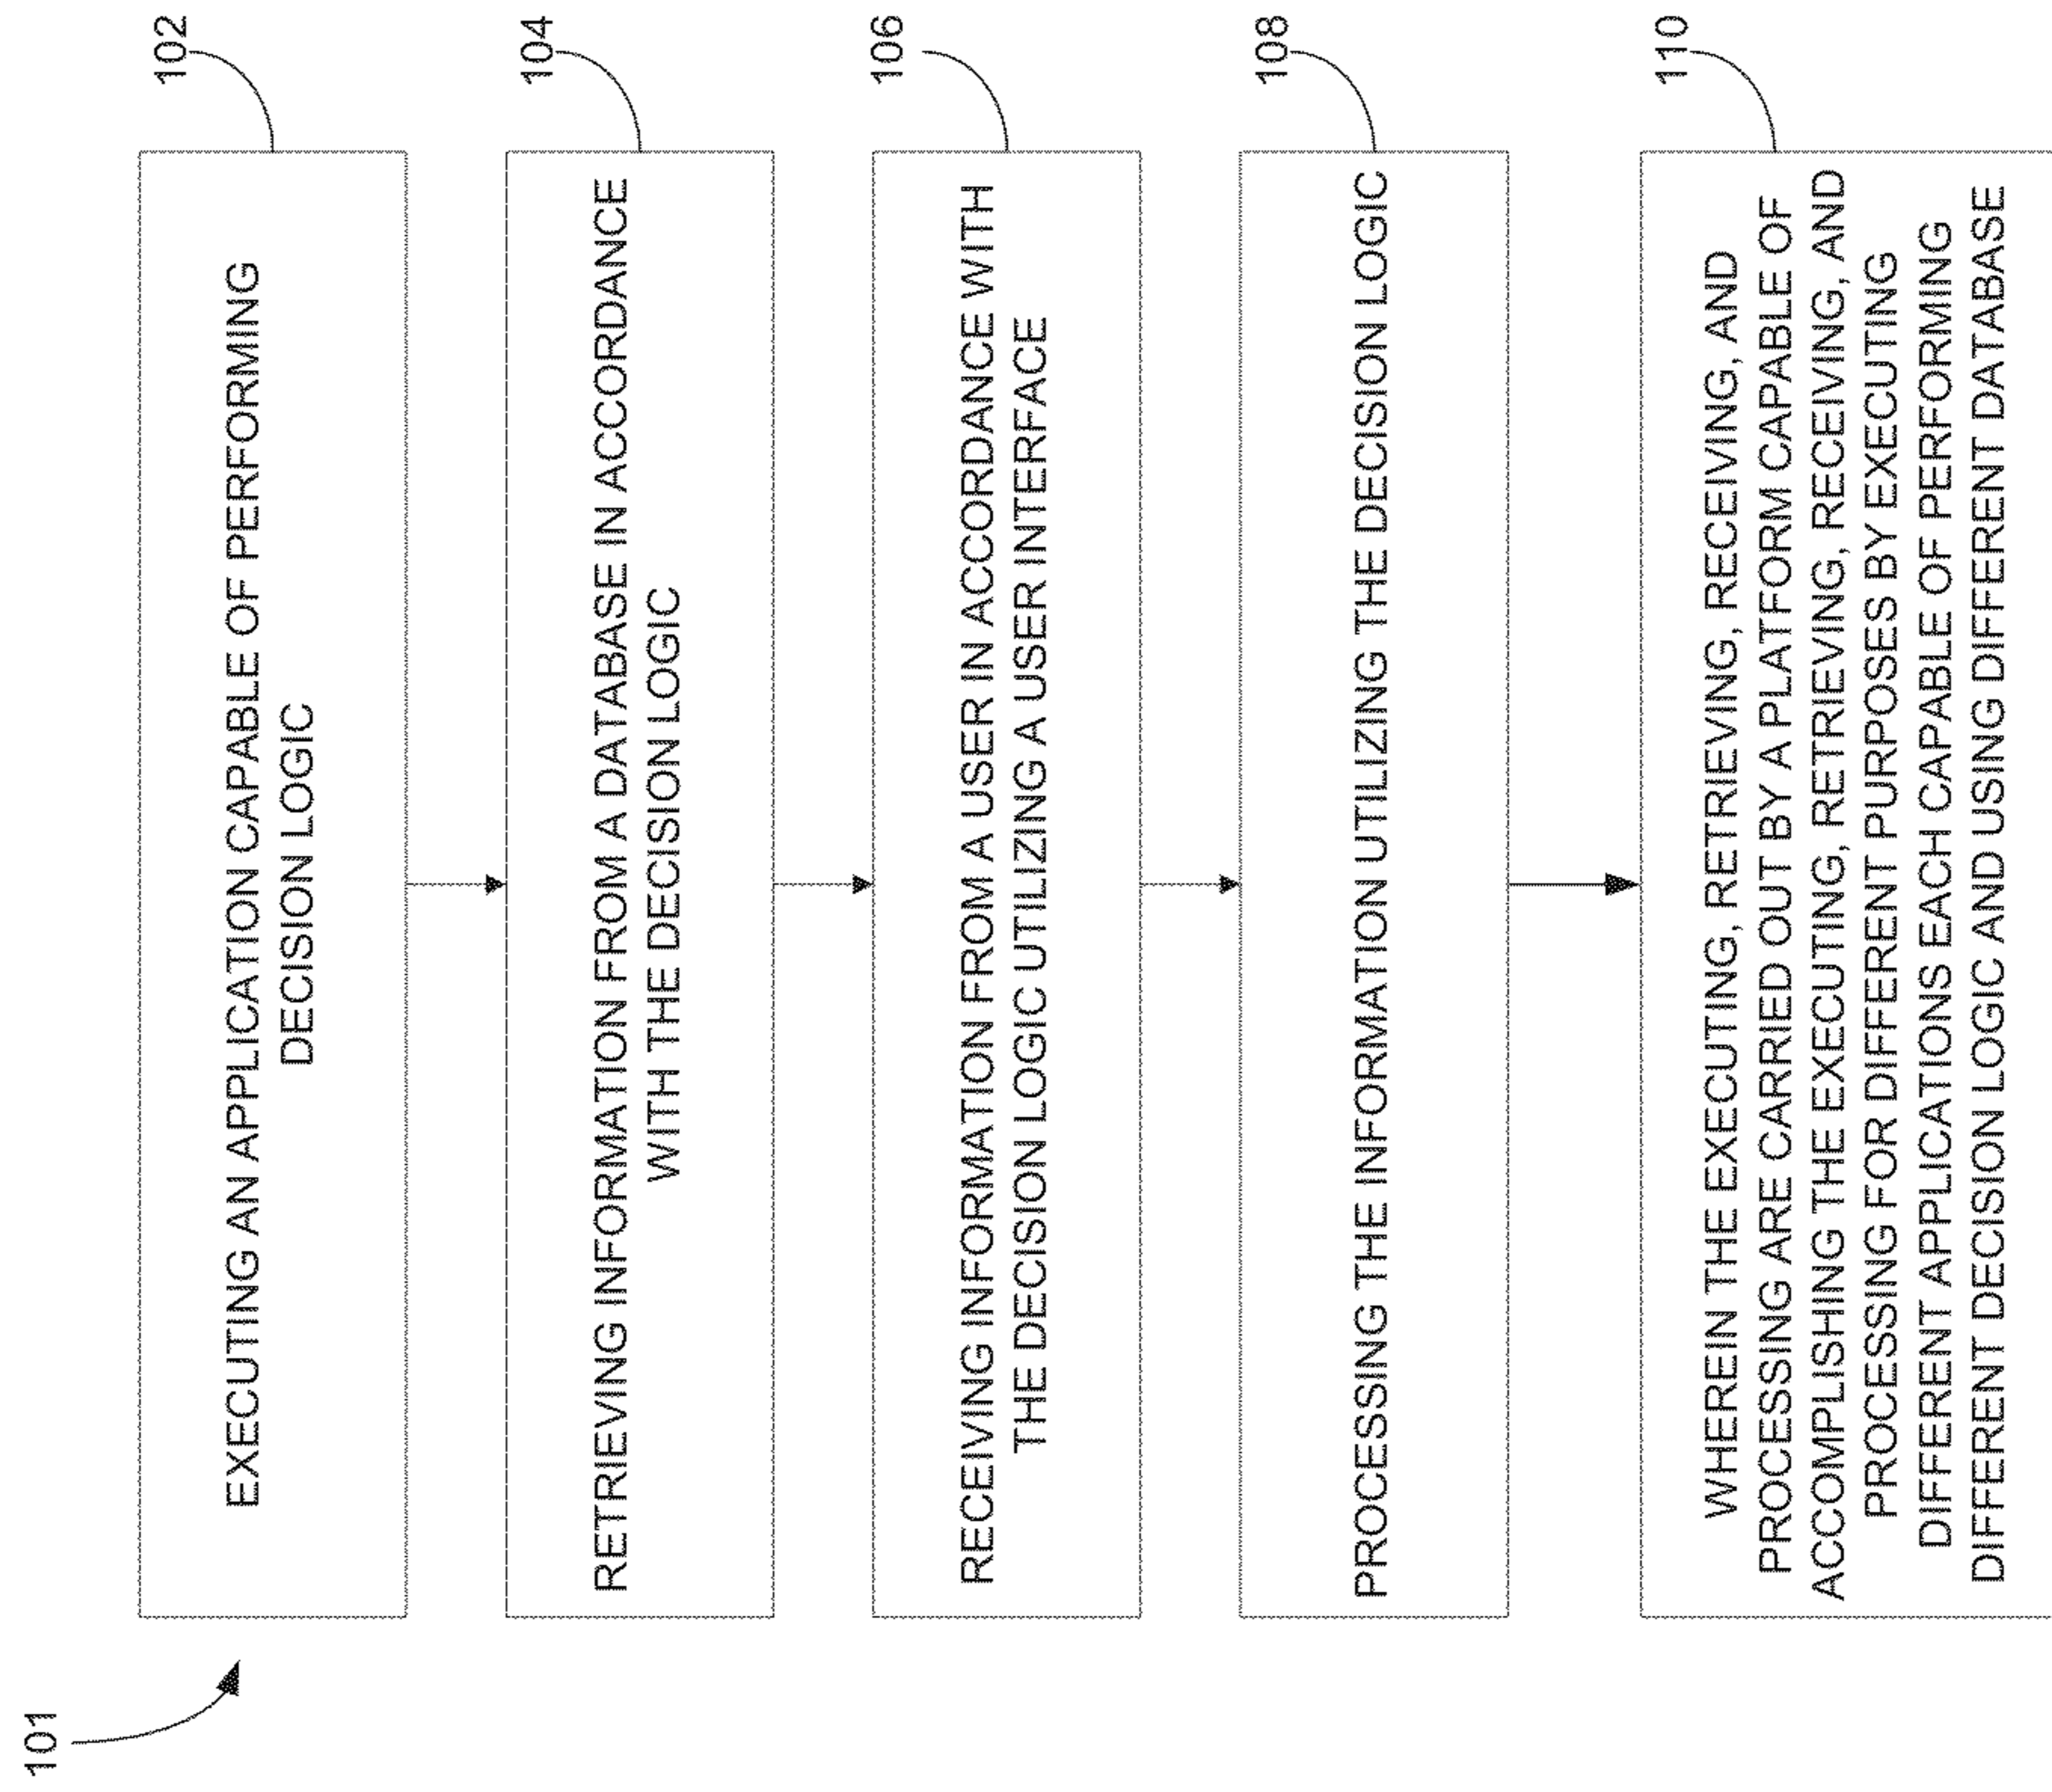 101
102
EXECUTING AN APPLICATION CAPABLE OF PERFORMING
DECISION LOGIC
104
RETRIEVING INFORMATION FROM A DATABASE IN ACCORDANCE
WITH THE DECISION LOGIC
106
RECEIVING INFORMATION FROM A USER IN ACCORDANCE WITH
THE DECISION LOGIC UTILIZING A USER INTERFACE
108
PROCESSING THE INFORMATION UTILIZING THE DECISION LOGIC
110
WHEREIN THE EXECUTING, RETRIEVING, RECEIVING, AND
PROCESSING ARE CARRIED OUT BY A PLATFORM CAPABLE OF
ACCOMPLISHING THE EXECUTING, RETRIEVING, RECEIVING, AND
PROCESSING FOR DIFFERENT PURPOSES BY EXECUTING
DIFFERENT APPLICATIONS EACH CAPABLE OF PERFORMING
DIFFERENT DECISION LOGIC AND USING DIFFERENT DATABASE